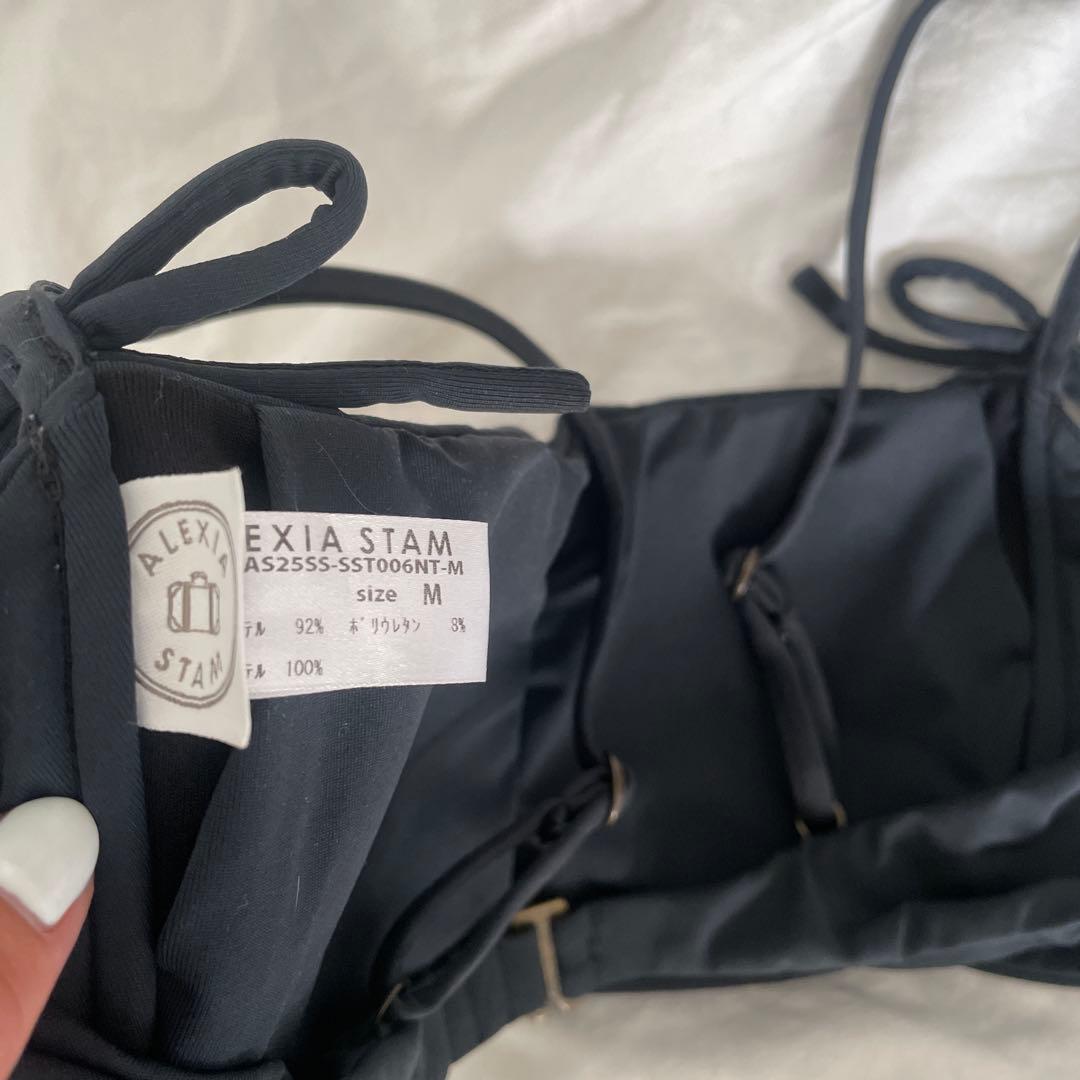 ALEXIA
STAM
EXIA STAM
AS25SS-SST006NT-M
size M
テル 92% ポリウレタン 8%
テル 100%